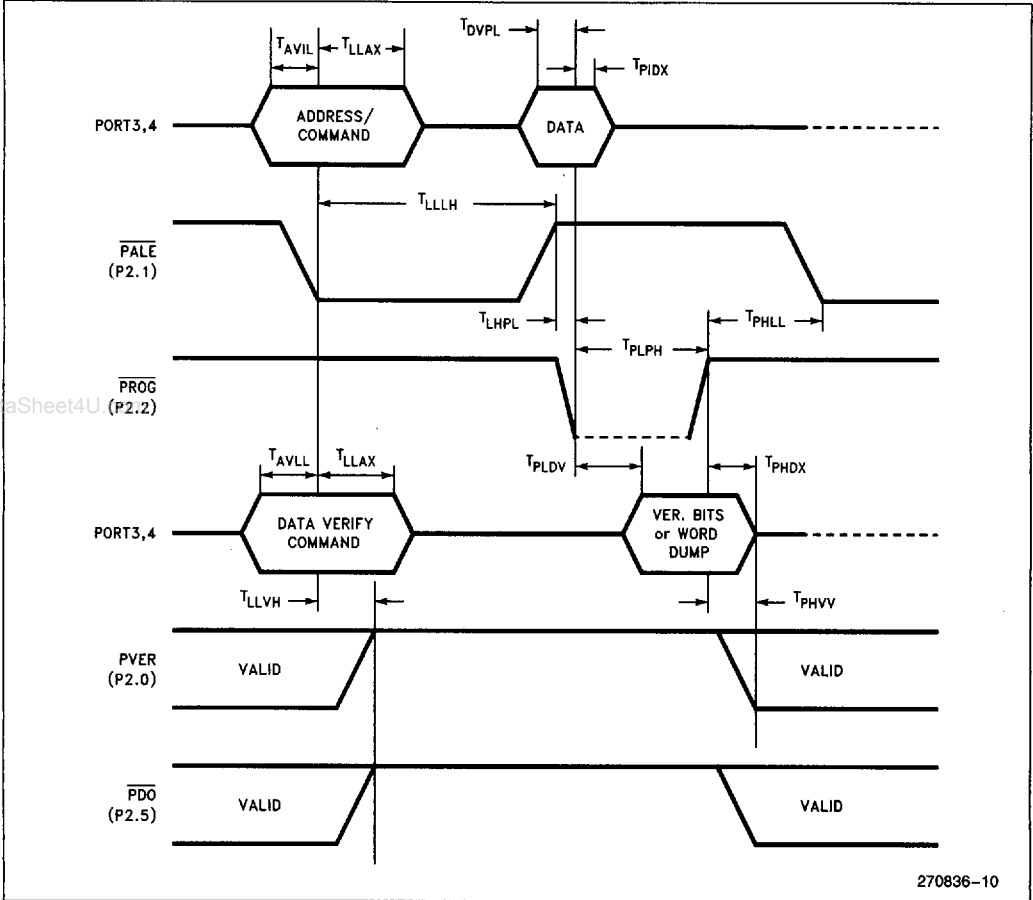 T_DVPL
T_AVIL T_LLAX
T_PIDX
PORT3,4
ADDRESS/
COMMAND
DATA
T_LLLH
PALE
(P2.1)
T_LHPL
T_PHLL
T_PLPH
PROG
(P2.2)
aSheet4U.
T_AVLL T_LLAX
T_PLDV
T_PHDX
PORT3,4
DATA VERIFY
COMMAND
VER. BITS
or WORD
DUMP
T_LLVH
T_PHVV
PVER
(P2.0)
VALID
VALID
PDO
(P2.5)
VALID
VALID
270836-10